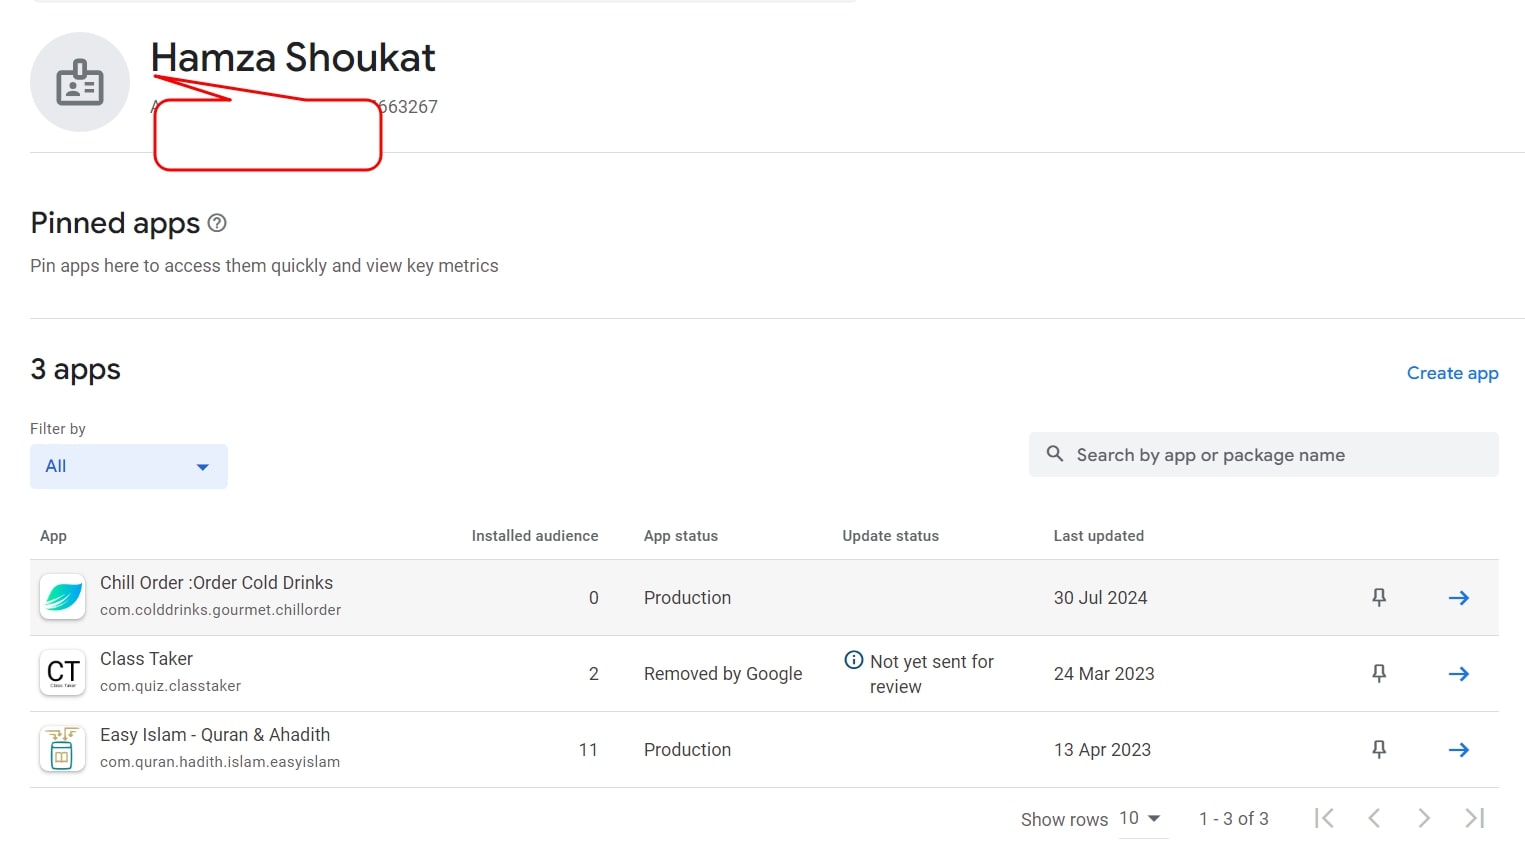 Hamza Shoukat
663267
Pinned apps
Pin apps here to access them quickly and view key metrics
3 apps
Create app
Filter by
All
Search by app or package name
App Installed audience App status Update status Last updated
Chill Order :Order Cold Drinks
com.colddrinks.gourmet.chillorder
0 Production 30 Jul 2024
CT
Class Taker
Class Taker
com.quiz.classtaker
2 Removed by Google Not yet sent for
review
24 Mar 2023
Easy Islam - Quran & Ahadith
com.quran.hadith.islam.easyislam
11 Production 13 Apr 2023
Show rows 10 1 - 3 of 3